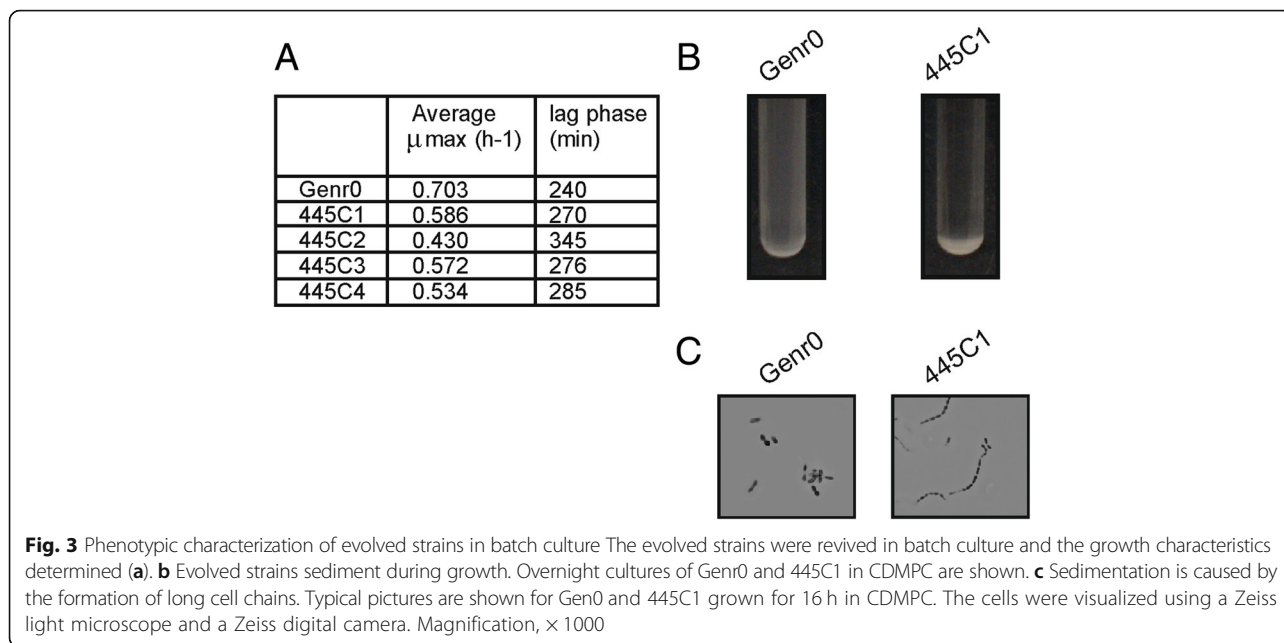 A
Average μ max (h-1) lag phase (min)
Genr0 0.703 240
445C1 0.586 270
445C2 0.430 345
445C3 0.572 276
445C4 0.534 285
B
Genr0 445C1
C
Genr0 445C1
Fig. 3 Phenotypic characterization of evolved strains in batch culture The evolved strains were revived in batch culture and the growth characteristics
determined (a). b Evolved strains sediment during growth. Overnight cultures of Genr0 and 445C1 in CDMPC are shown. c Sedimentation is caused by
the formation of long cell chains. Typical pictures are shown for Gen0 and 445C1 grown for 16 h in CDMPC. The cells were visualized using a Zeiss
light microscope and a Zeiss digital camera. Magnification, × 1000